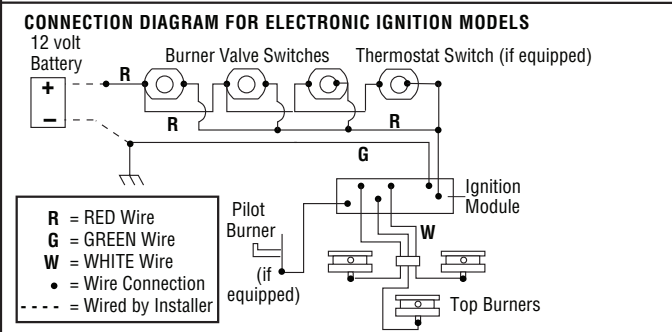 CONNECTION DIAGRAM FOR ELECTRONIC IGNITION MODELS
12 volt
Battery
Burner Valve Switches
Thermostat Switch (if equipped)
+
−
R
R
R
G
Ignition
Module
W
Pilot
Burner
(if
equipped)
Top Burners
R = RED Wire
G = GREEN Wire
W = WHITE Wire
• = Wire Connection
---- = Wired by Installer